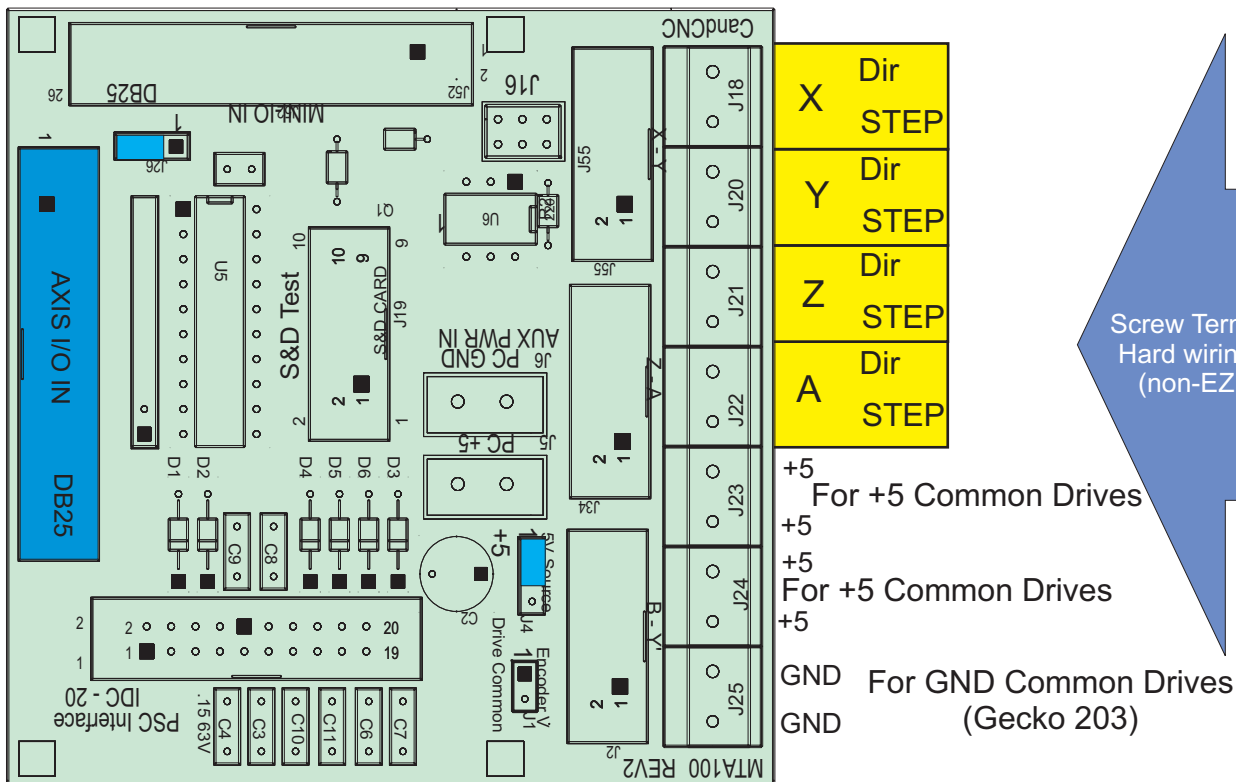 CandCNC
26
DB25
J52
MINI-IO IN
1
2
J16
J26
1
1
AXIS I/O IN
DB25
U5
Q1
10
9
10
9
S&D Test
S&D CARD
J19
2
1
2
1
U6
1
J55
X - Y
2
1
J55
AUX PWR IN
J6
PC GND
J5
PC +5
Z - A
2
1
J34
J18
J20
J21
J22
J23
J24
J25
D1
D2
D4
D5
D6
D3
C9
C8
C2
+5
1
5V Source
J4
Drive Common
1
Encoder V
J1
B - Y'
2
1
J2
2
1
2
1
20
19
IDC - 20
PSC Interface
.15 63V
C4
C3
C10
C11
C6
C7
MTA100 REV2
X
Dir
STEP
Y
Dir
STEP
Z
Dir
STEP
A
Dir
STEP
+5
For +5 Common Drives
+5
+5
For +5 Common Drives
+5
GND
For GND Common Drives
(Gecko 203)
GND
Screw Term
Hard wirin
(non-EZ